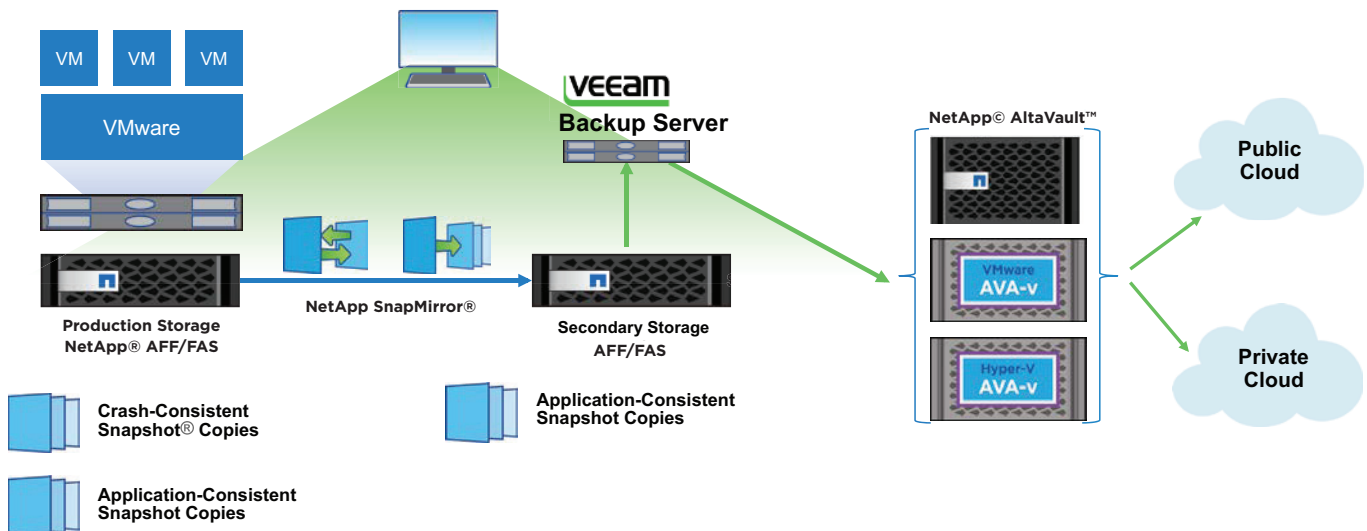 VM
VM
VM
VMware
veeam
Backup Server
NetApp SnapMirror®
Production Storage
NetApp® AFF/FAS
Secondary Storage
AFF/FAS
Crash-Consistent
Snapshot® Copies
Application-Consistent
Snapshot Copies
Application-Consistent
Snapshot Copies
NetApp© AltaVault™
VMware
AVA-v
Hyper-V
AVA-v
Public
Cloud
Private
Cloud